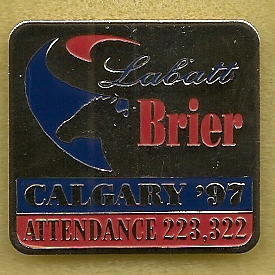 Labatt
Brier
CALGARY '97
ATTENDANCE 223,322